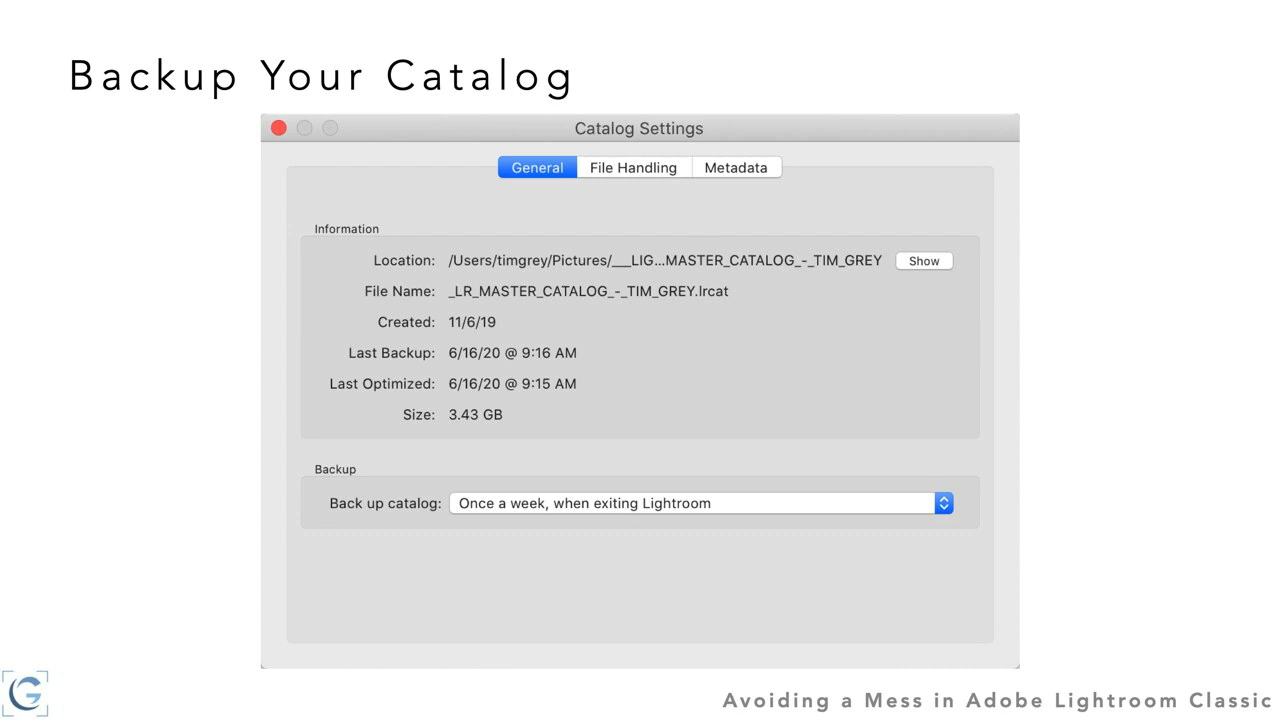 Backup Your Catalog
Catalog Settings
General File Handling Metadata
Information
Location: /Users/timgrey/Pictures/___LIG...MASTER_CATALOG_-_TIM_GREY Show
File Name: _LR_MASTER_CATALOG_-_TIM_GREY.lrcat
Created: 11/6/19
Last Backup: 6/16/20 @ 9:16 AM
Last Optimized: 6/16/20 @ 9:15 AM
Size: 3.43 GB
Backup
Back up catalog: Once a week, when exiting Lightroom
G
Avoiding a Mess in Adobe Lightroom Classic